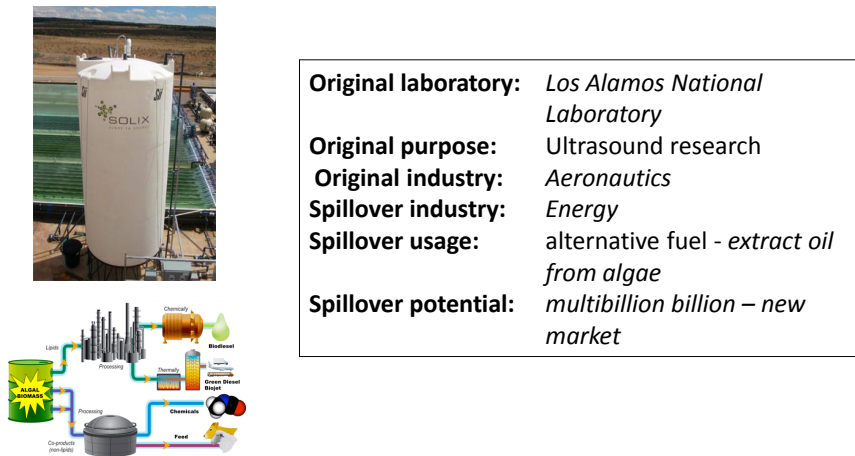 SOLIX
Original laboratory: Los Alamos National
Laboratory
Original purpose: Ultrasound research
Original industry: Aeronautics
Spillover industry: Energy
Spillover usage: alternative fuel - extract oil
from algae
Spillover potential: multibillion billion – new
market
Chemically
Biodiesel
Lipids
Processing
Thermally
Green Diesel
Biojet
ALGAL
BIOMASS
Processing
Chemicals
Feed
Co-products
(non-lipids)